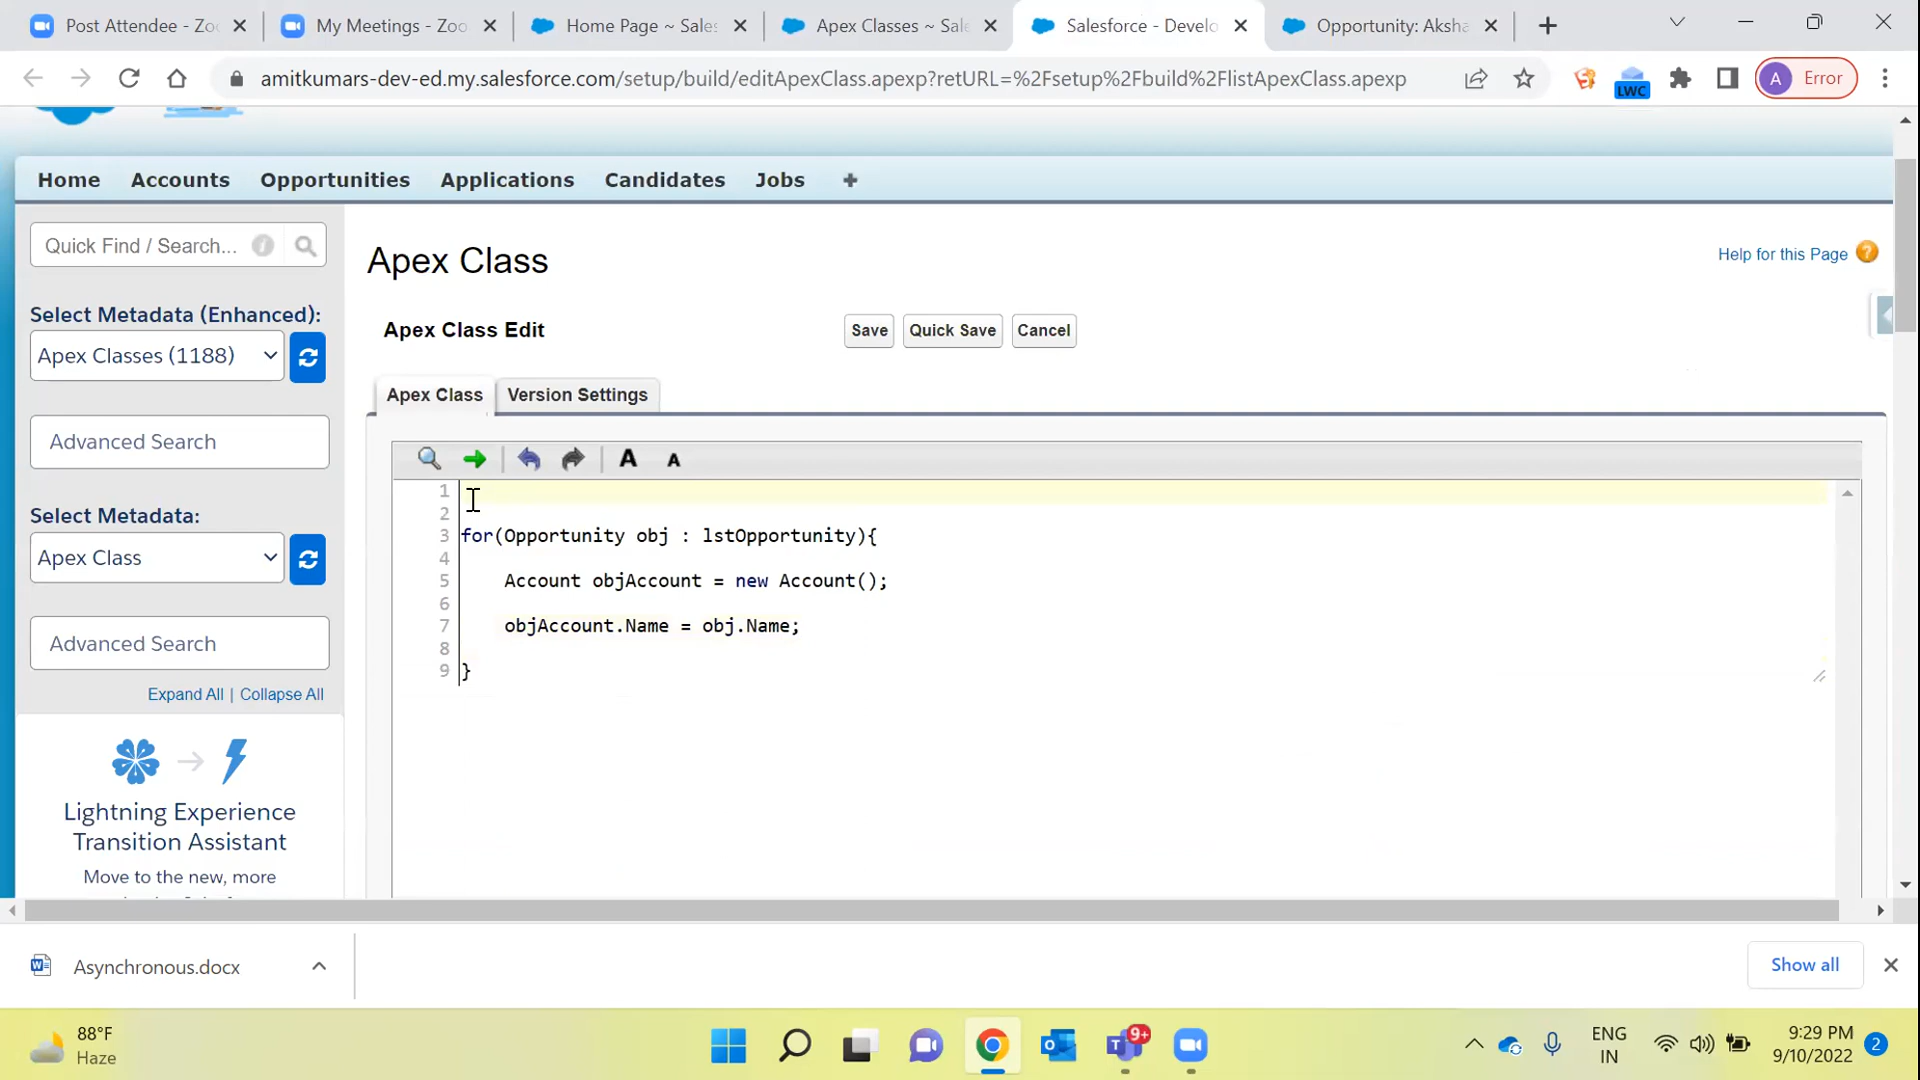 Post Attendee - Zoo
My Meetings - Zoo
Home Page ~ Sales
Apex Classes ~ Sale
Salesforce - Develo
Opportunity: Aksha
amitkumars-dev-ed.my.salesforce.com/setup/build/editApexClass.apexp?retURL=%2Fsetup%2Fbuild%2FlistApexClass.apexp
LWC
A Error
Home Accounts Opportunities Applications Candidates Jobs +
Quick Find / Search...
Select Metadata (Enhanced):
Apex Classes (1188)
Advanced Search
Select Metadata:
Apex Class
Advanced Search
Expand All | Collapse All
Lightning Experience
Transition Assistant
Move to the new, more
Apex Class
Help for this Page ?
Apex Class Edit
Save Quick Save Cancel
Apex Class Version Settings
A A
1
2
3 for(Opportunity obj : lstOpportunity){
4
5 Account objAccount = new Account();
6
7 objAccount.Name = obj.Name;
8
9 }
Asynchronous.docx
Show all
88°F
Haze
9+
ENG
IN
9:29 PM
9/10/2022
2